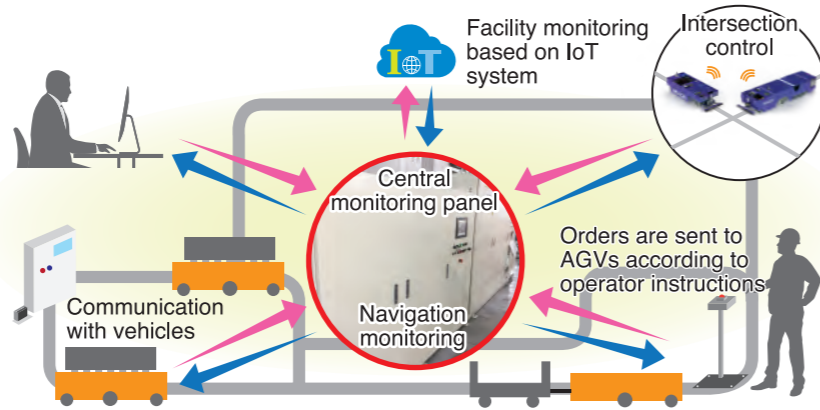 IoT
Facility monitoring
based on IoT
system
Intersection
control
Central
monitoring panel
Navigation
monitoring
Communication
with vehicles
Orders are sent to
AGVs according to
operator instructions